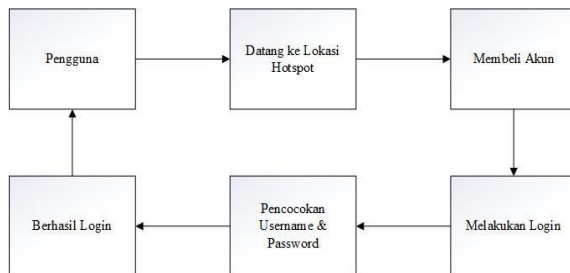 Pengguna
Datang ke Lokasi
Hotspot
Membeli Akun
Berhasil Login
Pencocokan
Username &
Password
Melakukan Login